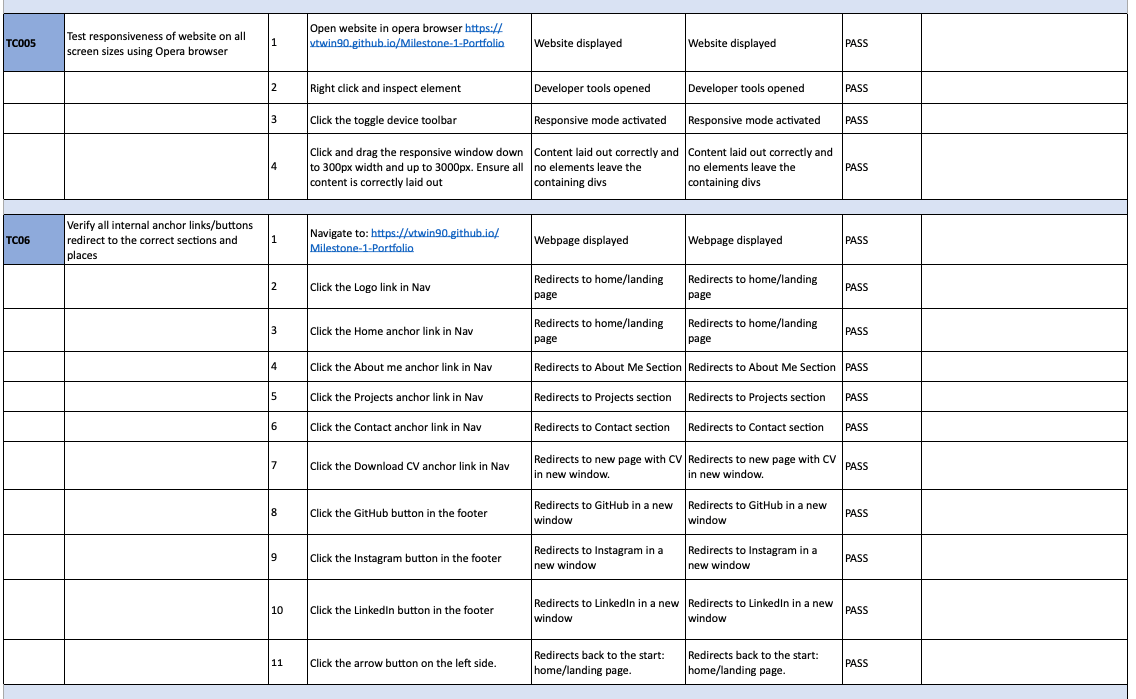 TC005
Test responsiveness of website on all
screen sizes using Opera browser
1
Open website in opera browser https://
vtwin90.github.io/Milestone-1-Portfolio
Website displayed
Website displayed
PASS
2
Right click and inspect element
Developer tools opened
Developer tools opened
PASS
3
Click the toggle device toolbar
Responsive mode activated
Responsive mode activated
PASS
4
Click and drag the responsive window down
to 300px width and up to 3000px. Ensure all
content is correctly laid out
Content laid out correctly and
no elements leave the
containing divs
Content laid out correctly and
no elements leave the
containing divs
PASS
TC06
Verify all internal anchor links/buttons
redirect to the correct sections and
places
1
Navigate to: https://vtwin90.github.io/
Milestone-1-Portfolio
Webpage displayed
Webpage displayed
PASS
2
Click the Logo link in Nav
Redirects to home/landing
page
Redirects to home/landing
page
PASS
3
Click the Home anchor link in Nav
Redirects to home/landing
page
Redirects to home/landing
page
PASS
4
Click the About me anchor link in Nav
Redirects to About Me Section
Redirects to About Me Section
PASS
5
Click the Projects anchor link in Nav
Redirects to Projects section
Redirects to Projects section
PASS
6
Click the Contact anchor link in Nav
Redirects to Contact section
Redirects to Contact section
PASS
7
Click the Download CV anchor link in Nav
Redirects to new page with CV
in new window.
Redirects to new page with CV
in new window.
PASS
8
Click the GitHub button in the footer
Redirects to GitHub in a new
window
Redirects to GitHub in a new
window
PASS
9
Click the Instagram button in the footer
Redirects to Instagram in a
new window
Redirects to Instagram in a
new window
PASS
10
Click the LinkedIn button in the footer
Redirects to LinkedIn in a new
window
Redirects to LinkedIn in a new
window
PASS
11
Click the arrow button on the left side.
Redirects back to the start:
home/landing page.
Redirects back to the start:
home/landing page.
PASS